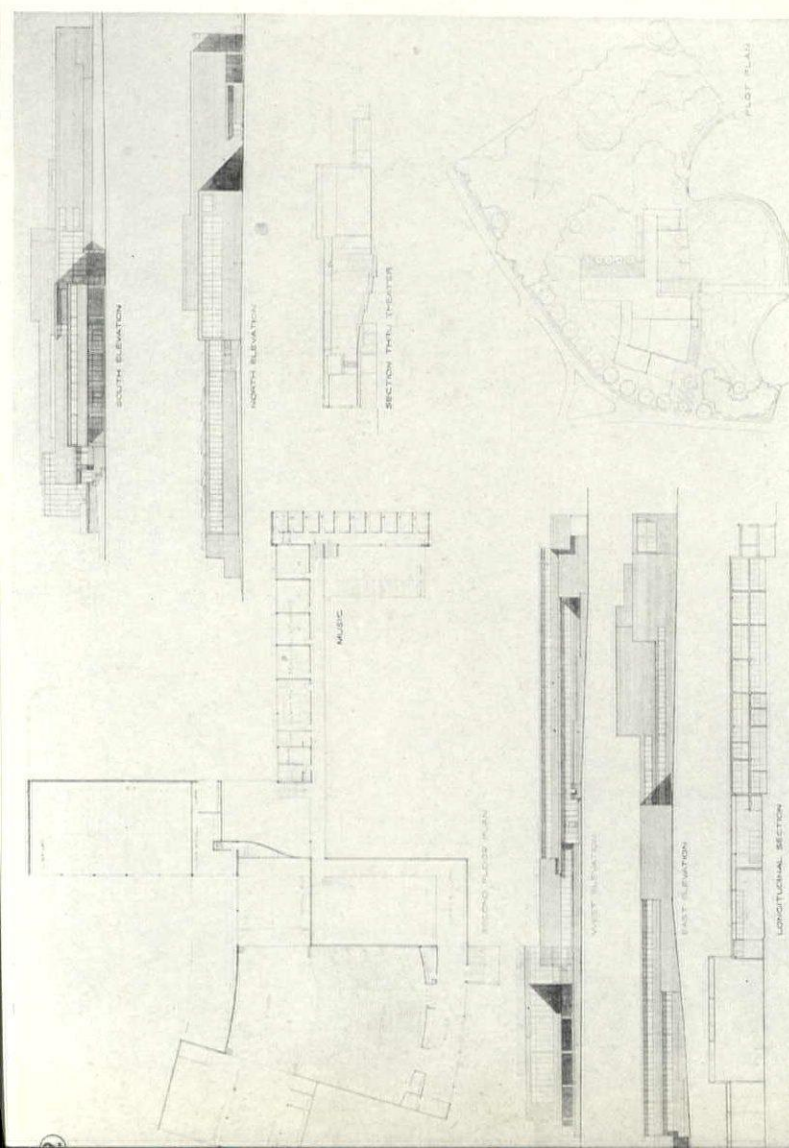 SOUTH ELEVATION
NORTH ELEVATION
SECTION THRU THEATER
PLOT PLAN
MUSIC
SECOND FLOOR PLAN
WEST ELEVATION
EAST ELEVATION
LONGITUDINAL SECTION